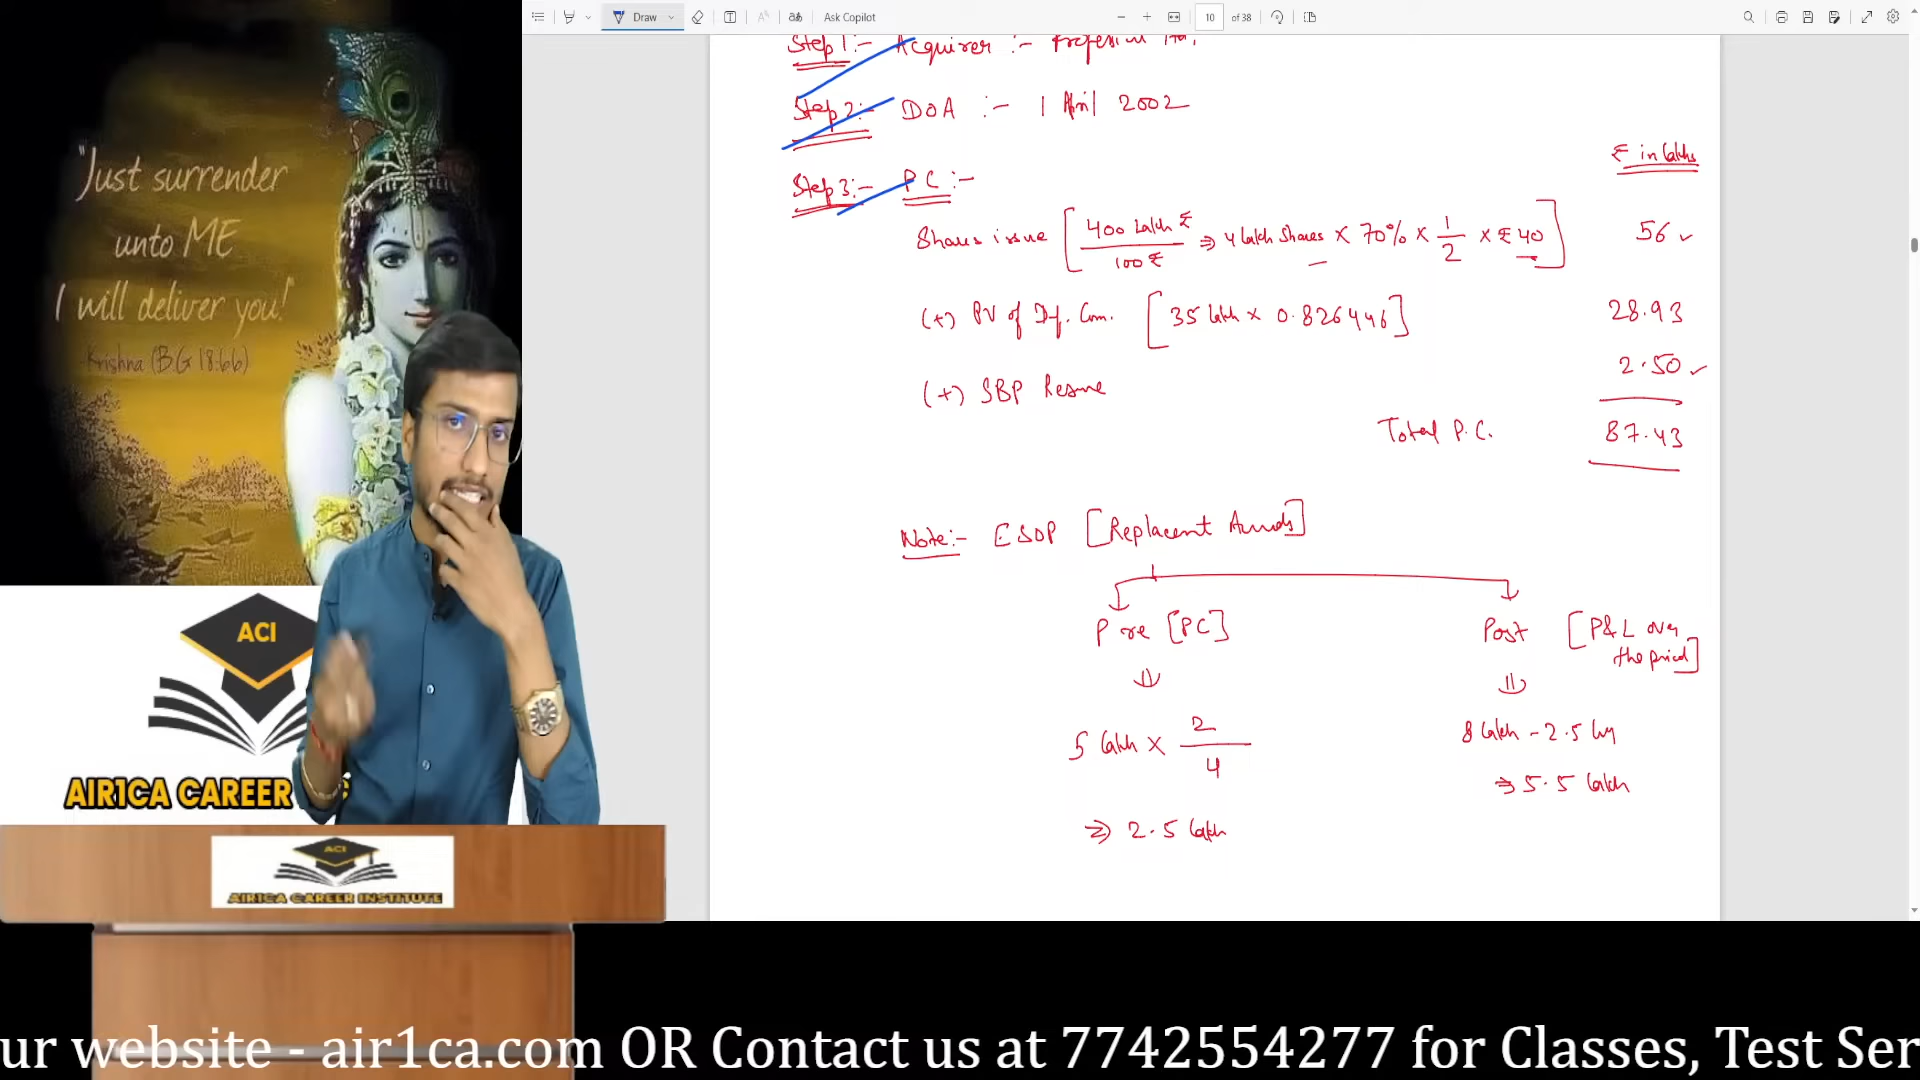 Draw
Ask Copilot
10 of 38
Step 1:- Acquirer :-
Step 2:- DOA :- 1 April 2002
₹ in lakhs
Step 3:- PC :-
Shares issue [400 Lakh ₹ / 100 ₹ ⇒ 4 lakh shares × 70% × 1/2 × ₹ 40] 56 ✓
(+) PV of Def. Con. [35 lakh × 0.826446] 28.93
(+) SBP Reserve 2.50 ✓
Total P.C. 87.43
Note:- ESOP [Replacent Awards]
Pre [PC] Post [P&L over the period]
5 lakh × 2/4 8 lakh - 2.5
⇒ 5.5 lakh
⇒ 2.5 lakh
"Just surrender
unto ME
I will deliver you!"
Krishna (B.G 18:66)
ACI
AIR1CA CAREER
ACI
AIR1CA CAREER INSTITUTE
ur website - air1ca.com OR Contact us at 7742554277 for Classes, Test Ser